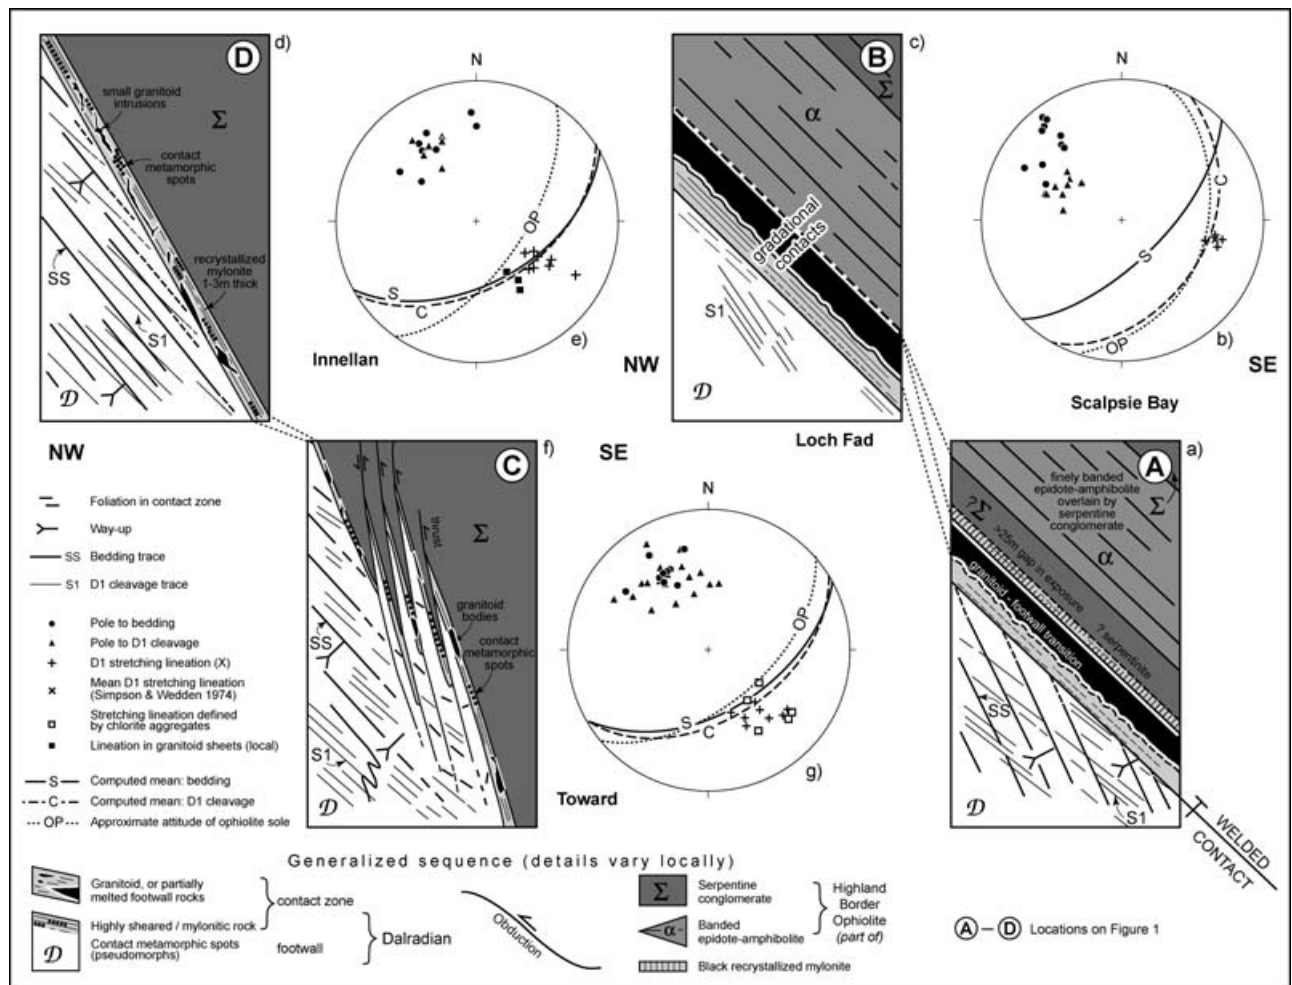 D
d)
small granitoid
intrusions
Σ
contact
metamorphic
spots
SS
recrystallized
mylonite
1-3m thick
S1
D
N
OP
S
C
e)
Innellan
NW
B
c)
Σ
α
gradational
contacts
S1
D
Loch Fad
N
C
S
OP
b)
SE
Scalpsie Bay
NW
Foliation in contact zone
Way-up
SS Bedding trace
S1 D1 cleavage trace
Pole to bedding
Pole to D1 cleavage
D1 stretching lineation (X)
Mean D1 stretching lineation
(Simpson & Wedden 1974)
Stretching lineation defined
by chlorite aggregates
Lineation in granitoid sheets (local)
S Computed mean: bedding
C Computed mean: D1 cleavage
OP Approximate attitude of ophiolite sole
C
f)
thrust
Σ
granitoid
bodies
contact
metamorphic
spots
SS
S1
D
SE
N
OP
S
C
g)
Toward
A
a)
finely banded
epidote-amphibolite
overlain by
serpentine
conglomerate
Σ
?Σ
α
>25m gap in exposure
? serpentinite
granitoid - footwall transition
SS
S1
D
WELDED
CONTACT
Generalized sequence (details vary locally)
Granitoid, or partially
melted footwall rocks
Highly sheared / mylonitic rock
contact zone
D
Contact metamorphic spots
(pseudomorphs)
footwall
Dalradian
Obduction
Σ
Serpentine
conglomerate
α
Banded
epidote-amphibolite
Highland
Border
Ophiolite
(part of)
Black recrystallized mylonite
A – D Locations on Figure 1